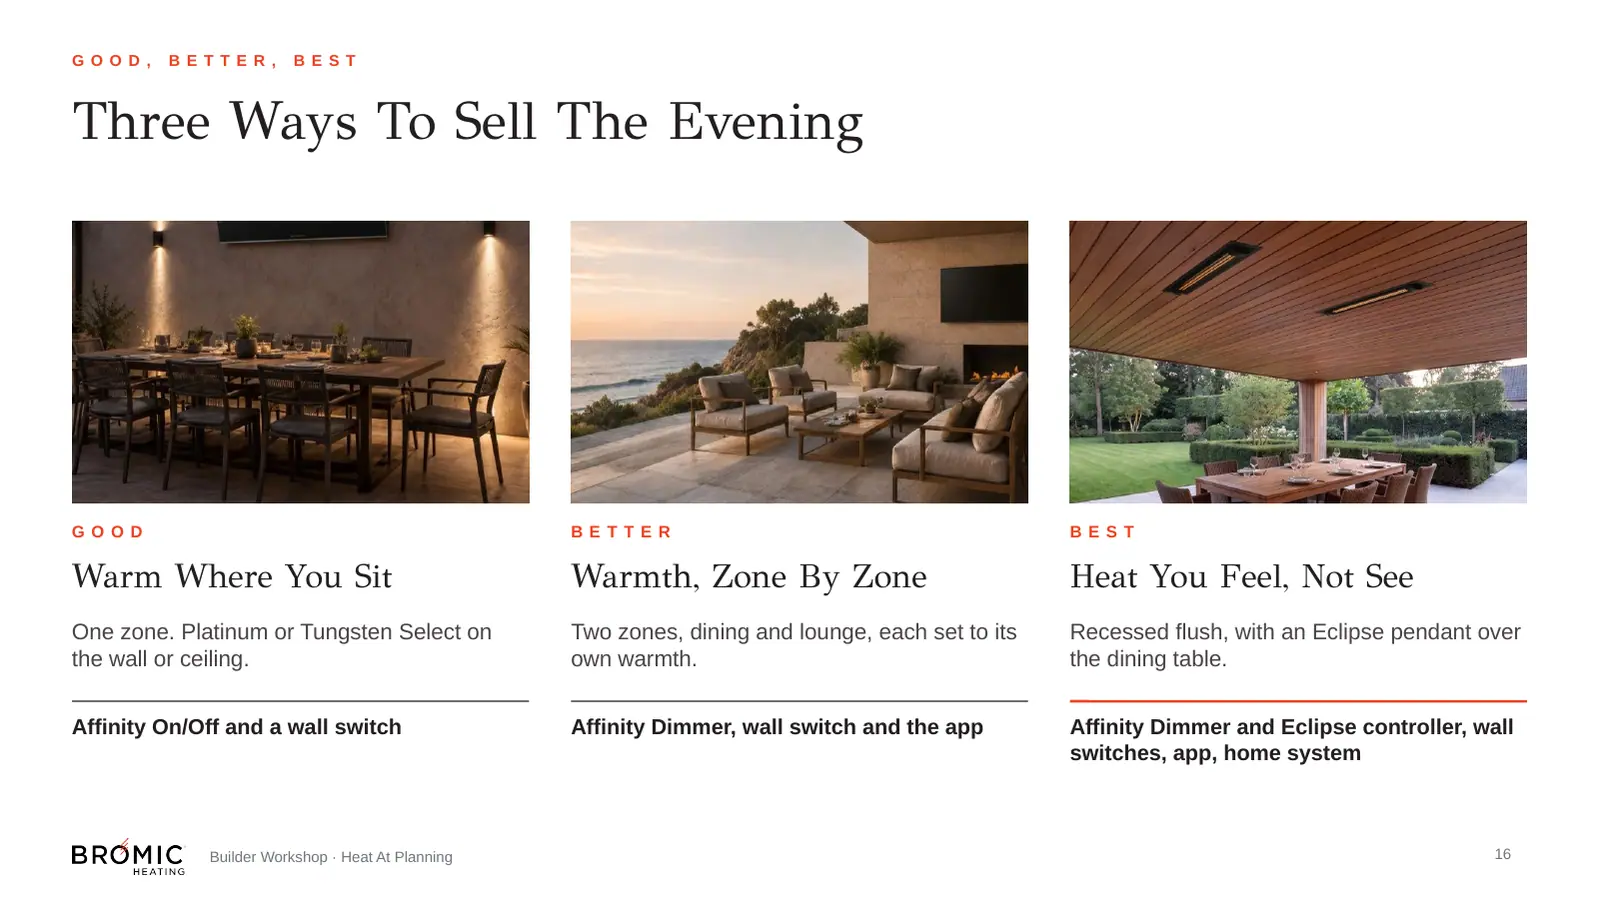 GOOD, BETTER, BEST
Three Ways To Sell The Evening
GOOD
Warm Where You Sit
One zone. Platinum or Tungsten Select on
the wall or ceiling.
Affinity On/Off and a wall switch
BETTER
Warmth, Zone By Zone
Two zones, dining and lounge, each set to its
own warmth.
Affinity Dimmer, wall switch and the app
BEST
Heat You Feel, Not See
Recessed flush, with an Eclipse pendant over
the dining table.
Affinity Dimmer and Eclipse controller, wall
switches, app, home system
BROMIC
HEATING
Builder Workshop · Heat At Planning
16